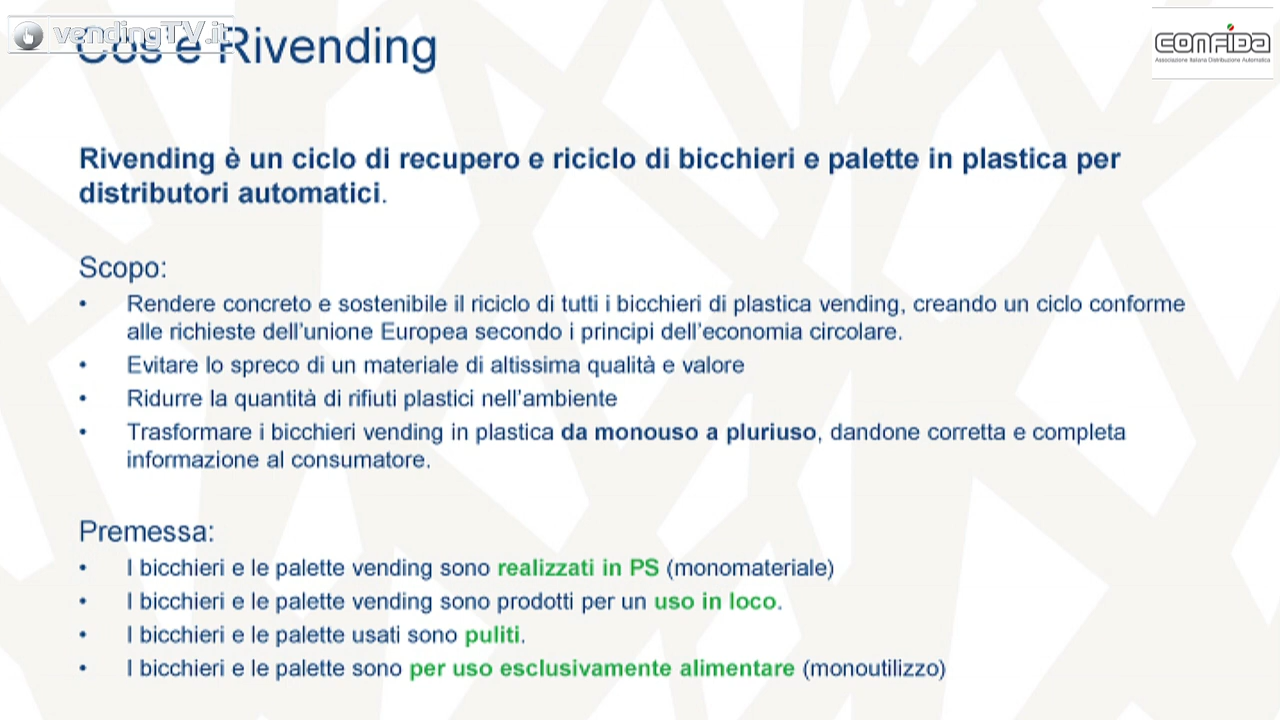 vendingTV.it
Cos'è Rivending
CONFIDA
Associazione Italiana Distribuzione Automatica
Rivending è un ciclo di recupero e riciclo di bicchieri e palette in plastica per
distributori automatici.
Scopo:
• Rendere concreto e sostenibile il riciclo di tutti i bicchieri di plastica vending, creando un ciclo conforme
alle richieste dell'unione Europea secondo i principi dell'economia circolare.
• Evitare lo spreco di un materiale di altissima qualità e valore
• Ridurre la quantità di rifiuti plastici nell'ambiente
• Trasformare i bicchieri vending in plastica da monouso a pluriuso, dandone corretta e completa
informazione al consumatore.
Premessa:
• I bicchieri e le palette vending sono realizzati in PS (monomateriale)
• I bicchieri e le palette vending sono prodotti per un uso in loco.
• I bicchieri e le palette usati sono puliti.
• I bicchieri e le palette sono per uso esclusivamente alimentare (monoutilizzo)